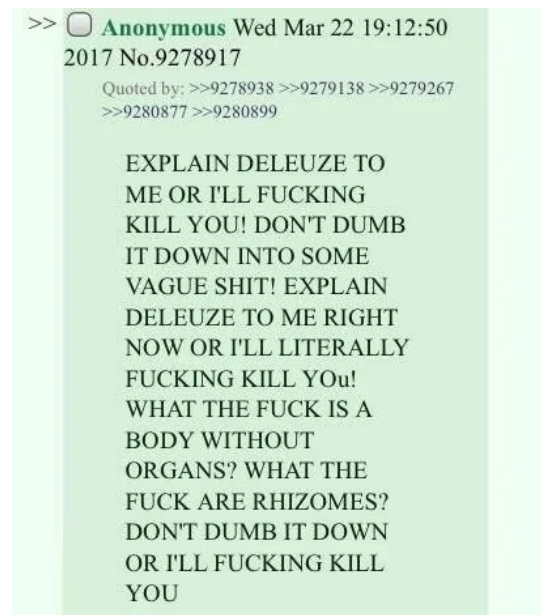 >> Anonymous Wed Mar 22 19:12:50
2017 No.9278917
Quoted by: >>9278938 >>9279138 >>9279267
>>9280877 >>9280899
EXPLAIN DELEUZE TO
ME OR I'LL FUCKING
KILL YOU! DON'T DUMB
IT DOWN INTO SOME
VAGUE SHIT! EXPLAIN
DELEUZE TO ME RIGHT
NOW OR I'LL LITERALLY
FUCKING KILL YOu!
WHAT THE FUCK IS A
BODY WITHOUT
ORGANS? WHAT THE
FUCK ARE RHIZOMES?
DON'T DUMB IT DOWN
OR I'LL FUCKING KILL
YOU